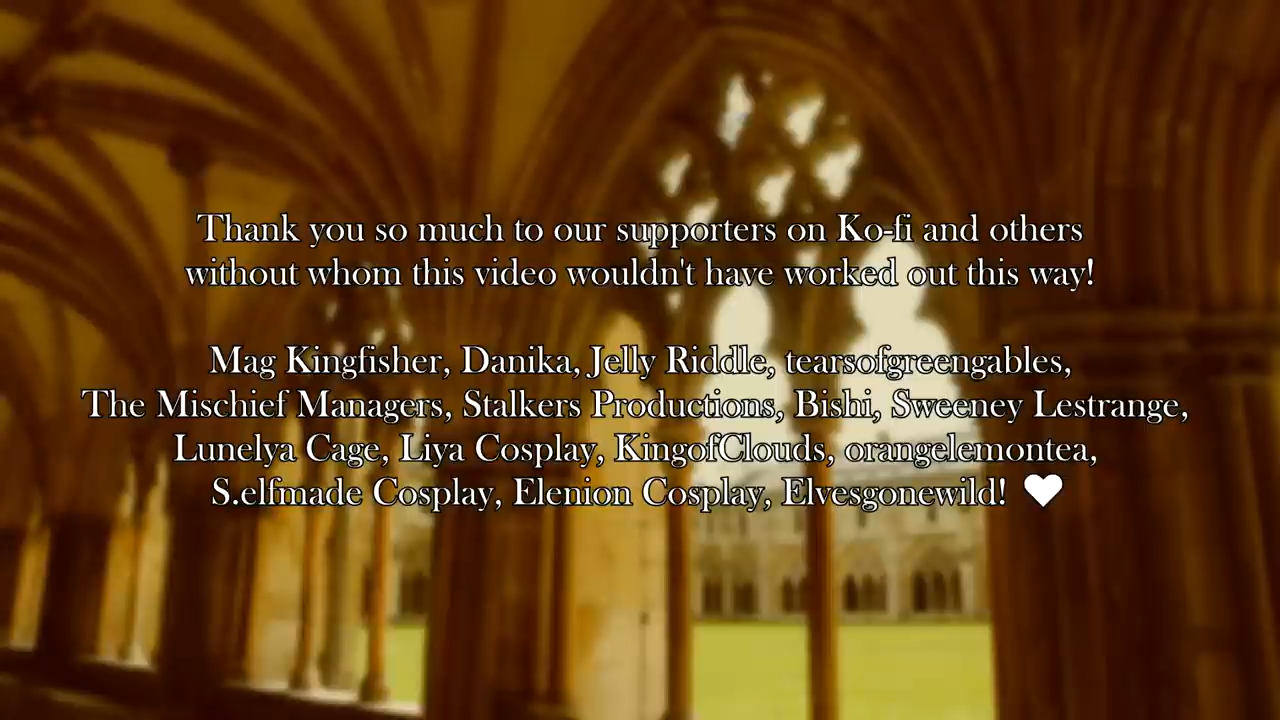 Thank you so much to our supporters on Ko-fi and others
without whom this video wouldn't have worked out this way!
Mag Kingfisher, Danika, Jelly Riddle, tearsofgreengables,
The Mischief Managers, Stalkers Productions, Bishi, Sweeney Lestrange,
Lunelya Cage, Liya Cosplay, KingofClouds, orangelemontea,
S.elfmade Cosplay, Elenion Cosplay, Elvesgonewild! ♥